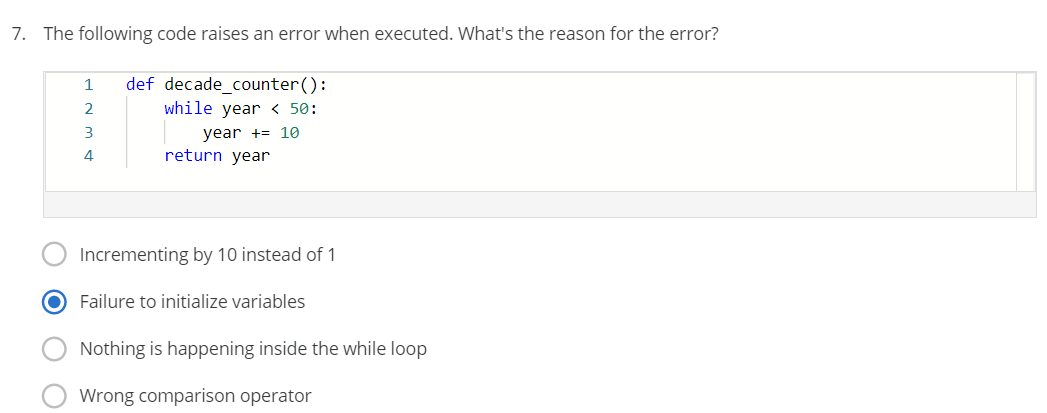 7. The following code raises an error when executed. What's the reason for the error?
1 def decade_counter():
2     while year < 50:
3         year += 10
4     return year
Incrementing by 10 instead of 1
Failure to initialize variables
Nothing is happening inside the while loop
Wrong comparison operator